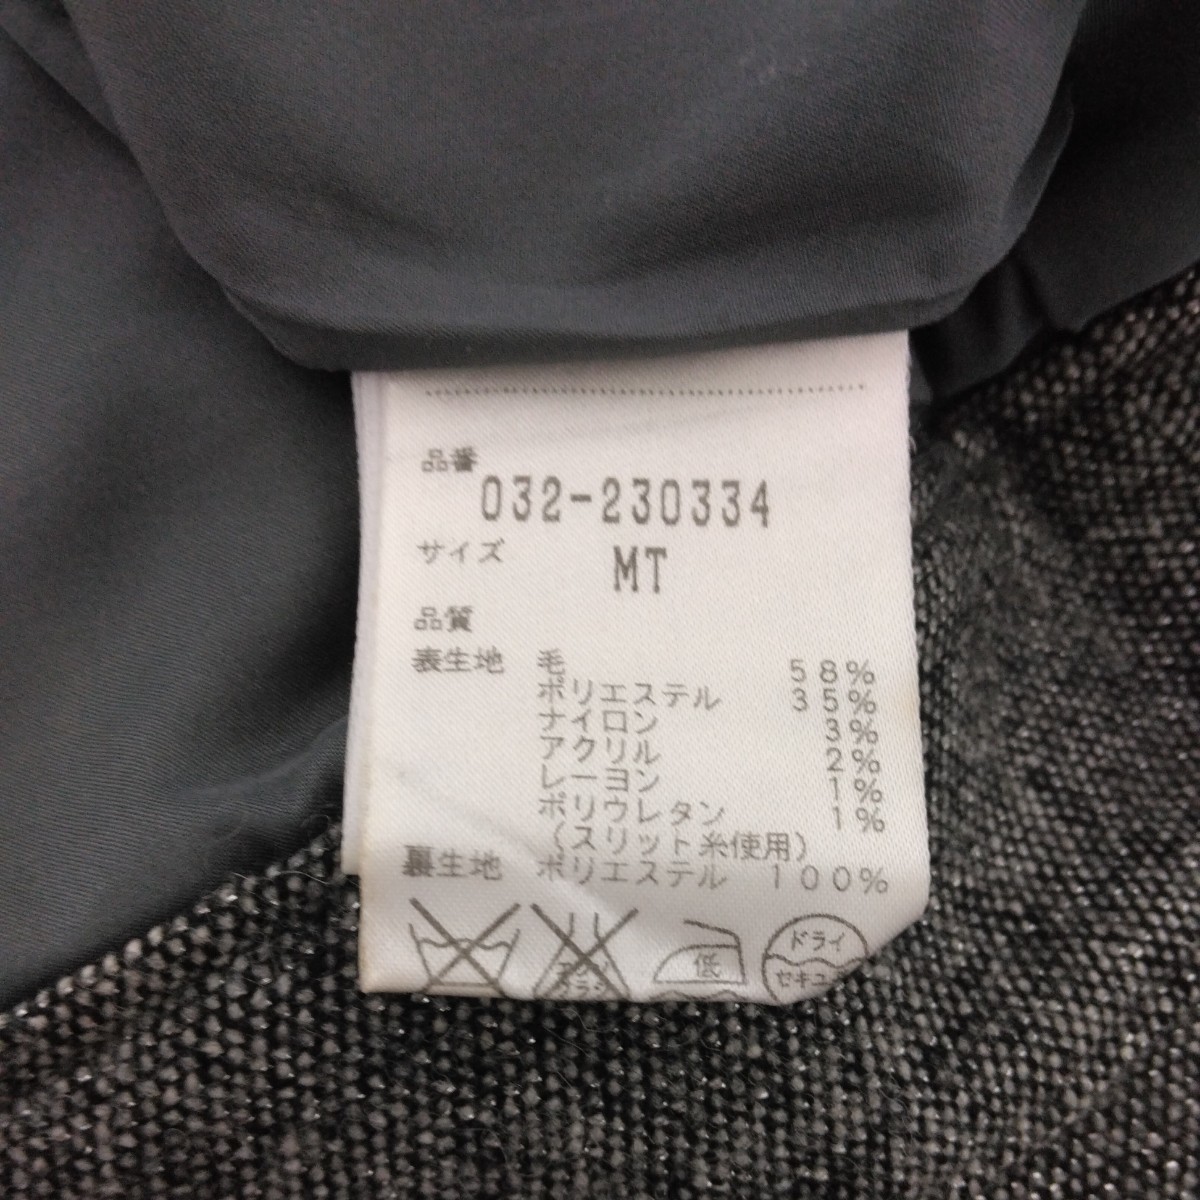 品番
032-230334
サイズ MT
品質
表生地 毛 58%
ポリエステル 35%
ナイロン 3%
アクリル 2%
レーヨン 1%
ポリウレタン 1%
(スリット糸使用)
裏生地 ポリエステル 100%
低 ドライ